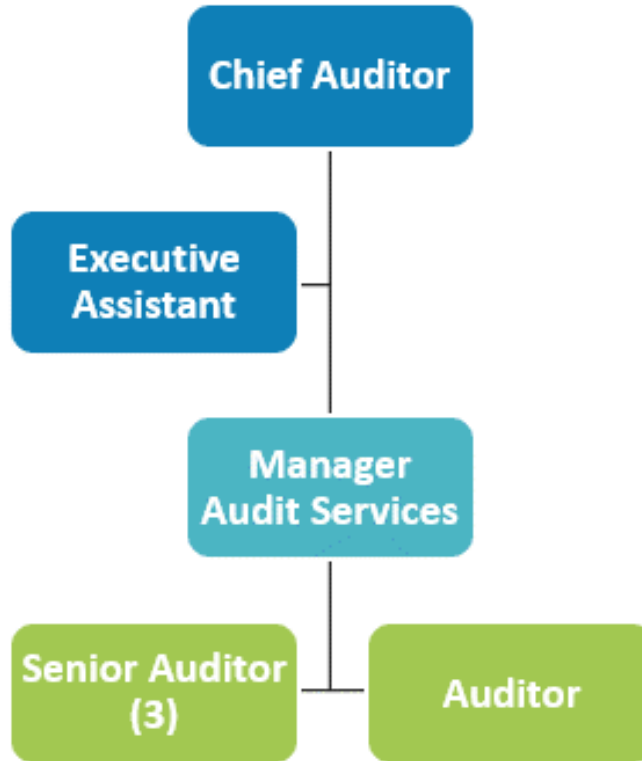 Chief Auditor
Executive
Assistant
Manager
Audit Services
Senior Auditor
(3)
Auditor